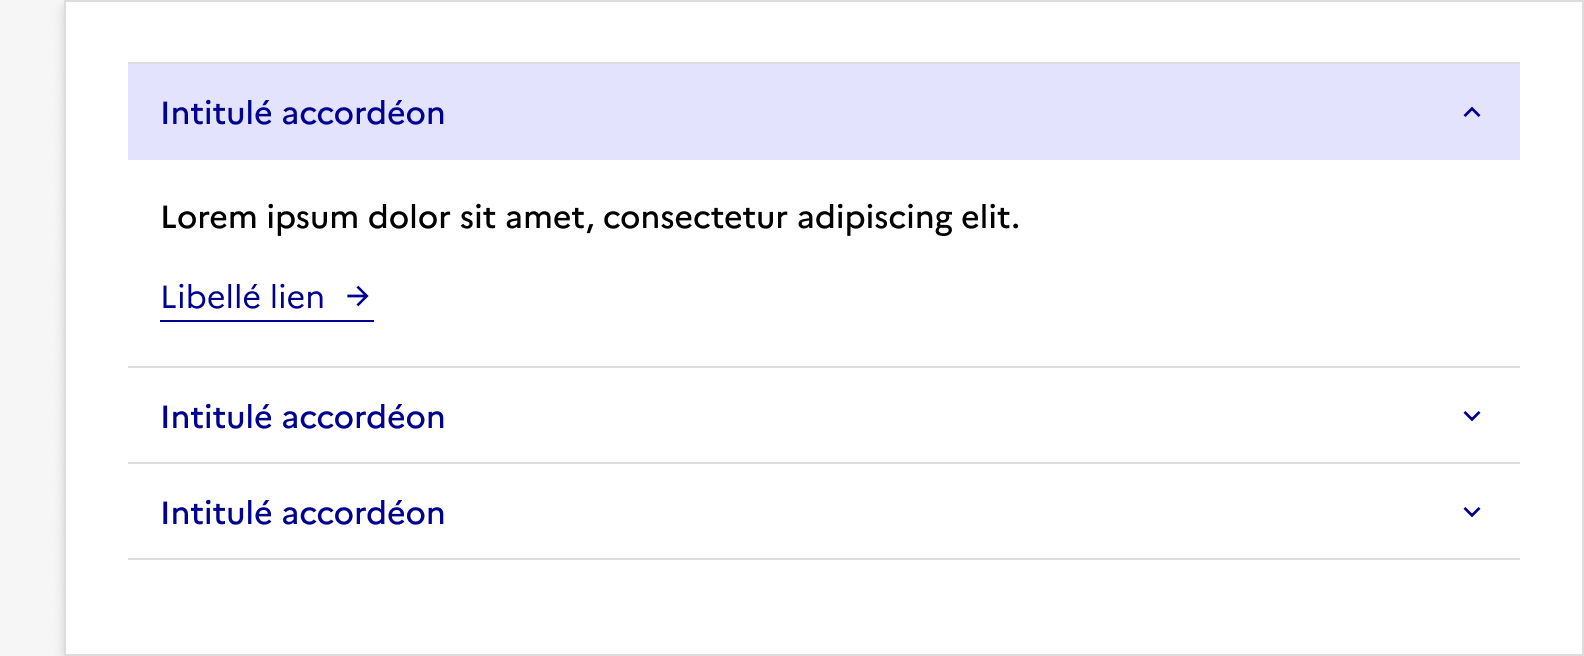 Intitulé accordéon
Lorem ipsum dolor sit amet, consectetur adipiscing elit.
Libellé lien →
Intitulé accordéon
Intitulé accordéon